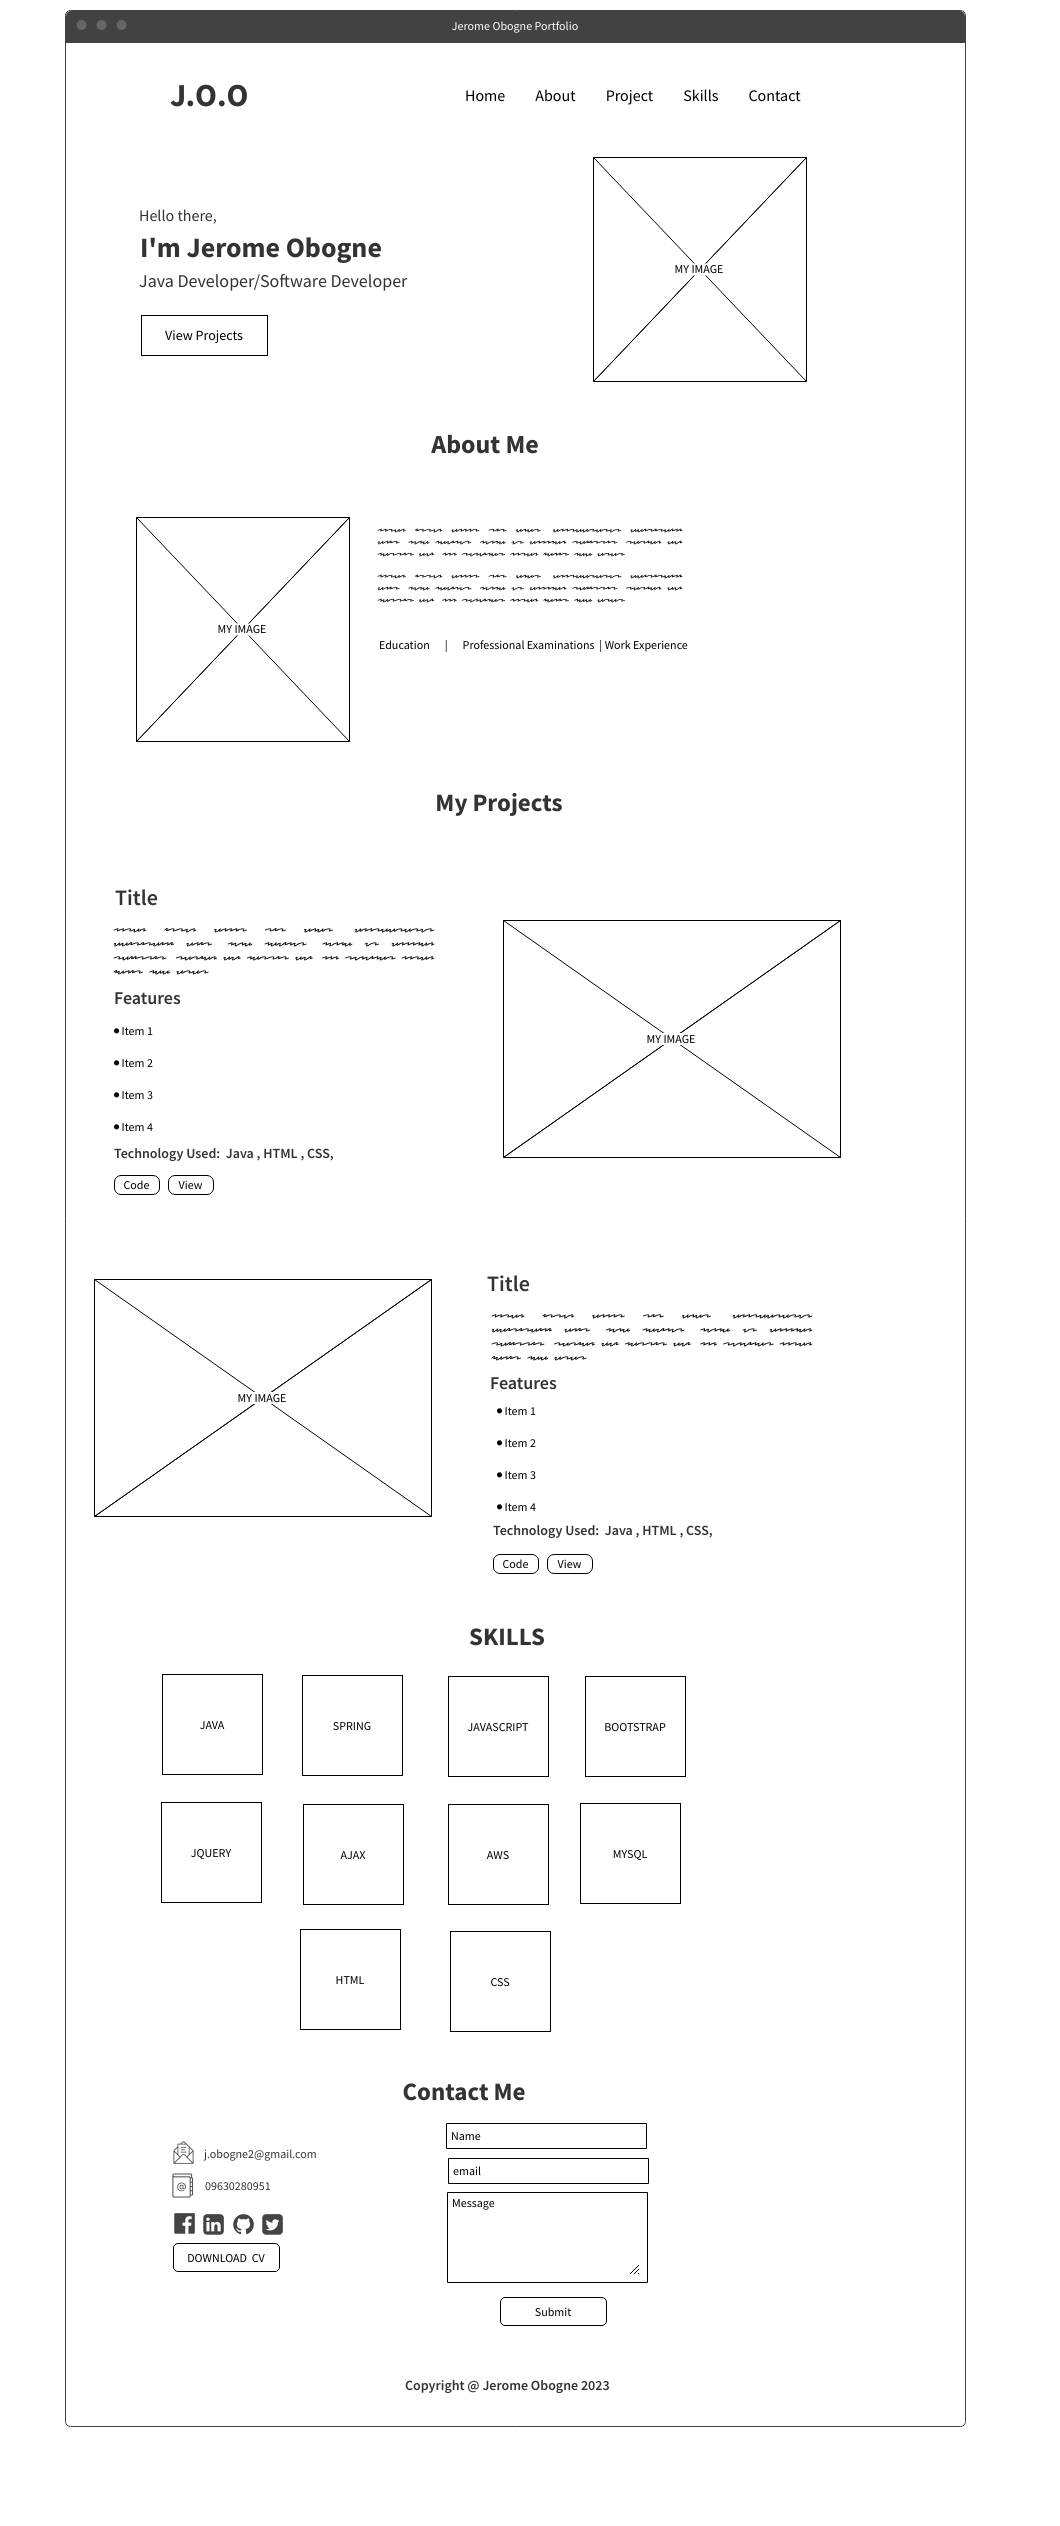 Jerome Obogne Portfolio
J.O.O
Home About Project Skills Contact
Hello there,
I'm Jerome Obogne
Java Developer/Software Developer
View Projects
MY IMAGE
About Me
MY IMAGE
Education | Professional Examinations | Work Experience
My Projects
Title
Features
Item 1
Item 2
Item 3
Item 4
Technology Used: Java , HTML , CSS,
Code View
MY IMAGE
MY IMAGE
Title
Features
Item 1
Item 2
Item 3
Item 4
Technology Used: Java , HTML , CSS,
Code View
SKILLS
JAVA SPRING JAVASCRIPT BOOTSTRAP
JQUERY AJAX AWS MYSQL
HTML CSS
Contact Me
j.obogne2@gmail.com
09630280951
DOWNLOAD CV
Name
email
Message
Submit
Copyright @ Jerome Obogne 2023